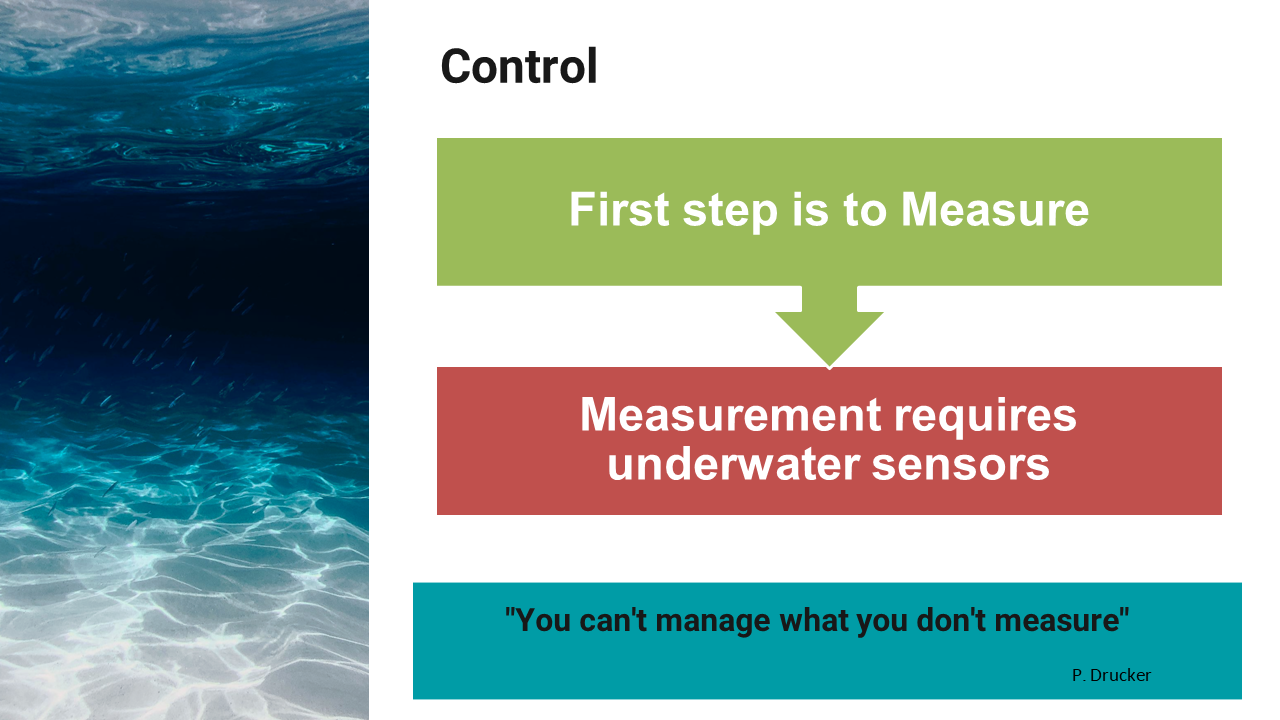 Control
First step is to Measure
Measurement requires
underwater sensors
"You can't manage what you don't measure"
P. Drucker